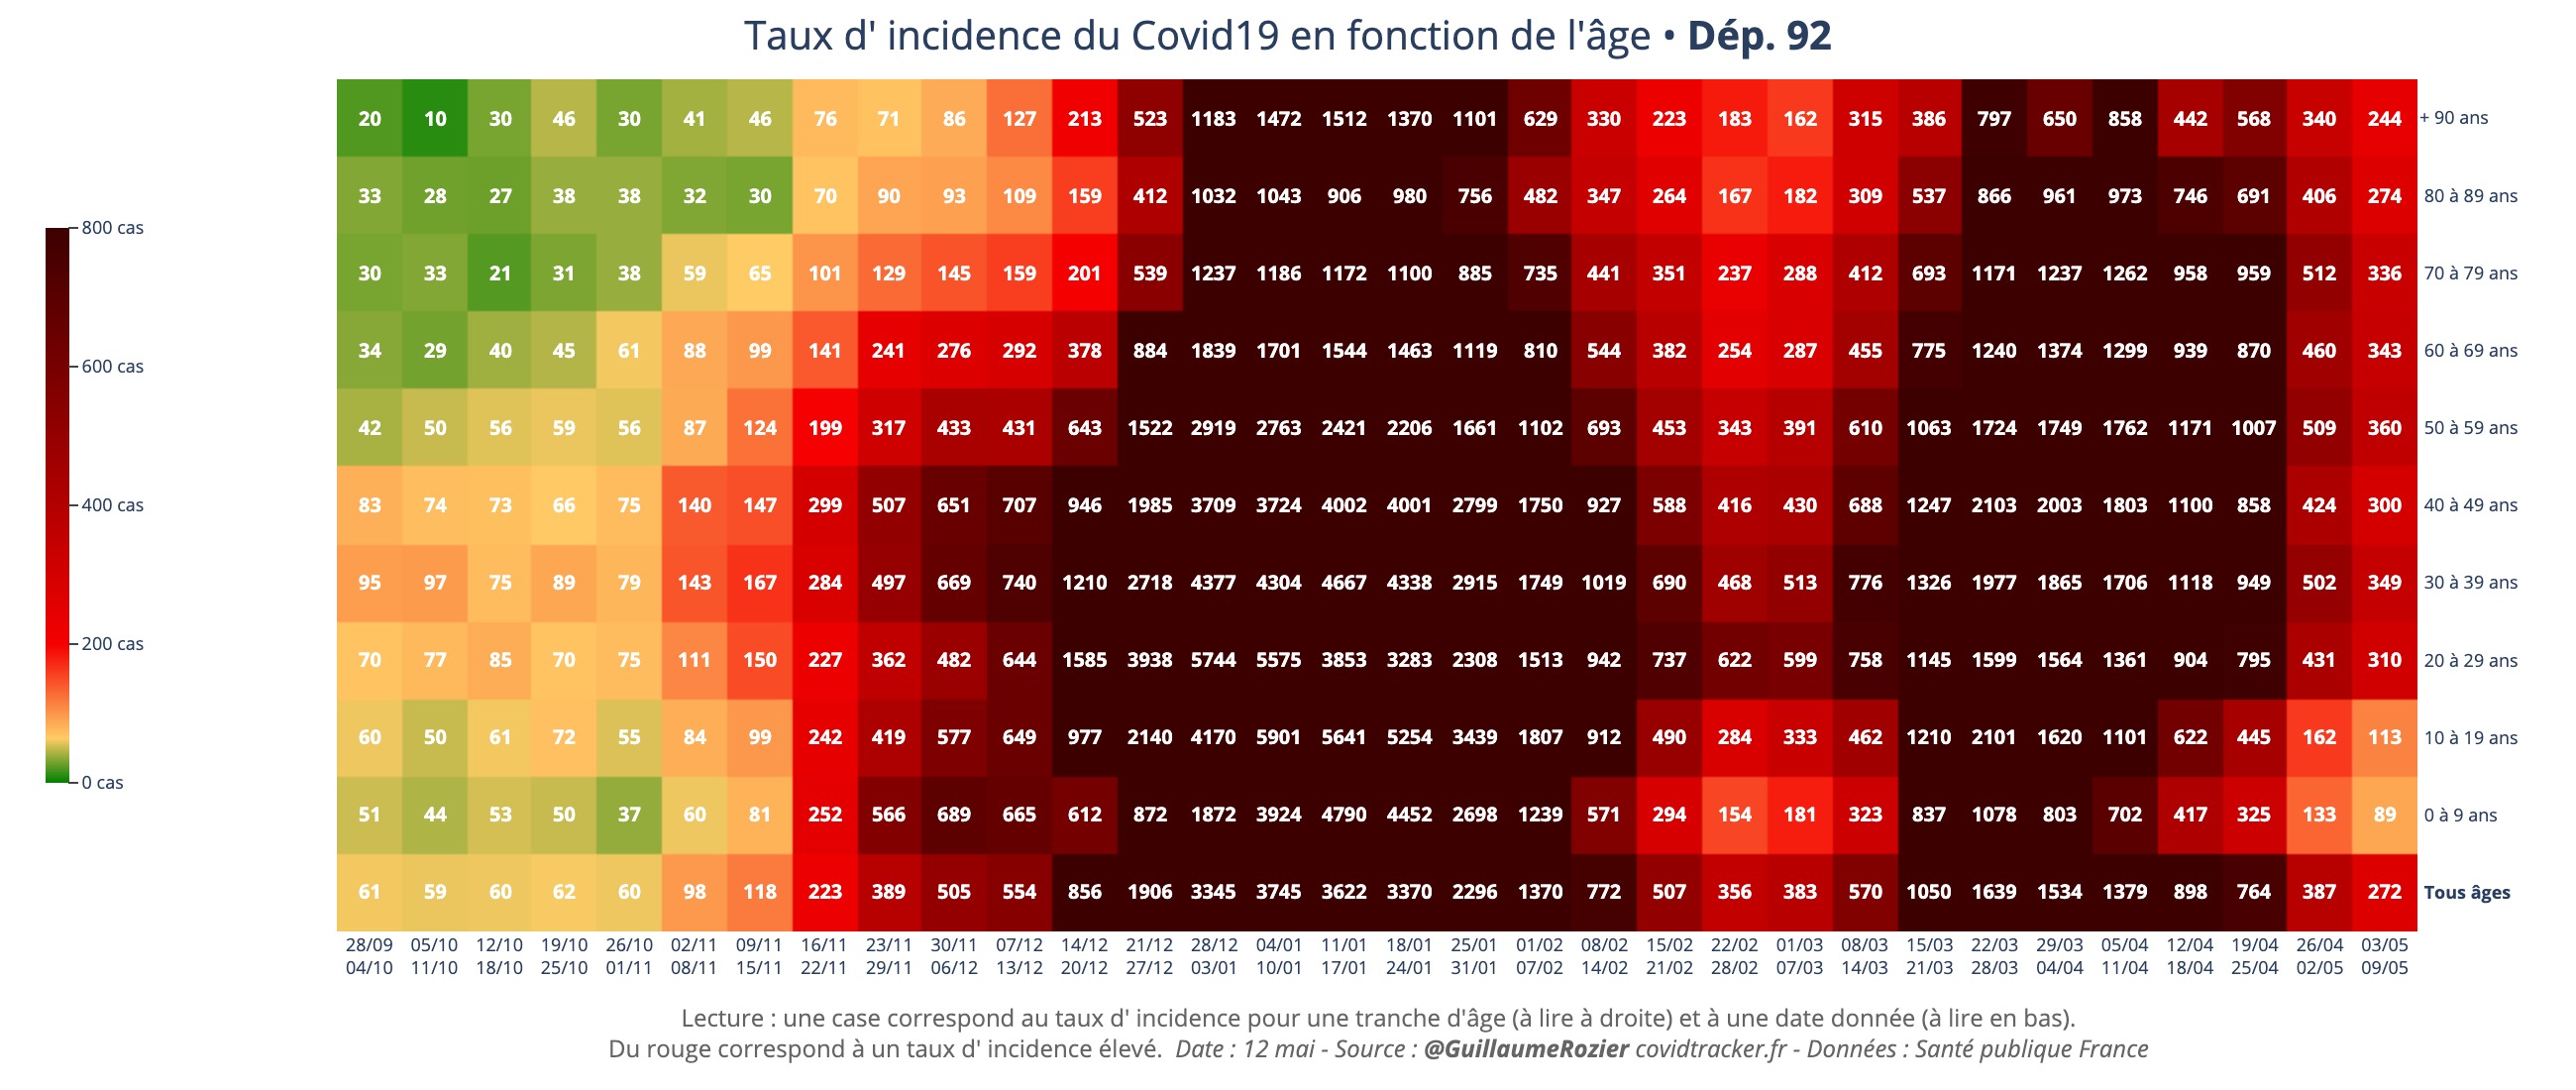 Taux d' incidence du Covid19 en fonction de l'âge • Dép. 92
800 cas
600 cas
400 cas
200 cas
0 cas
20 10 30 46 30 41 46 76 71 86 127 213 523 1183 1472 1512 1370 1101 629 330 223 183 162 315 386 797 650 858 442 568 340 244 + 90 ans
33 28 27 38 38 32 30 70 90 93 109 159 412 1032 1043 906 980 756 482 347 264 167 182 309 537 866 961 973 746 691 406 274 80 à 89 ans
30 33 21 31 38 59 65 101 129 145 159 201 539 1237 1186 1172 1100 885 735 441 351 237 288 412 693 1171 1237 1262 958 959 512 336 70 à 79 ans
34 29 40 45 61 88 99 141 241 276 292 378 884 1839 1701 1544 1463 1119 810 544 382 254 287 455 775 1240 1374 1299 939 870 460 343 60 à 69 ans
42 50 56 59 56 87 124 199 317 433 431 643 1522 2919 2763 2421 2206 1661 1102 693 453 343 391 610 1063 1724 1749 1762 1171 1007 509 360 50 à 59 ans
83 74 73 66 75 140 147 299 507 651 707 946 1985 3709 3724 4002 4001 2799 1750 927 588 416 430 688 1247 2103 2003 1803 1100 858 424 300 40 à 49 ans
95 97 75 89 79 143 167 284 497 669 740 1210 2718 4377 4304 4667 4338 2915 1749 1019 690 468 513 776 1326 1977 1865 1706 1118 949 502 349 30 à 39 ans
70 77 85 70 75 111 150 227 362 482 644 1585 3938 5744 5575 3853 3283 2308 1513 942 737 622 599 758 1145 1599 1564 1361 904 795 431 310 20 à 29 ans
60 50 61 72 55 84 99 242 419 577 649 977 2140 4170 5901 5641 5254 3439 1807 912 490 284 333 462 1210 2101 1620 1101 622 445 162 113 10 à 19 ans
51 44 53 50 37 60 81 252 566 689 665 612 872 1872 3924 4790 4452 2698 1239 571 294 154 181 323 837 1078 803 702 417 325 133 89 0 à 9 ans
61 59 60 62 60 98 118 223 389 505 554 856 1906 3345 3745 3622 3370 2296 1370 772 507 356 383 570 1050 1639 1534 1379 898 764 387 272 Tous âges
28/09 05/10 12/10 19/10 26/10 02/11 09/11 16/11 23/11 30/11 07/12 14/12 21/12 28/12 04/01 11/01 18/01 25/01 01/02 08/02 15/02 22/02 01/03 08/03 15/03 22/03 29/03 05/04 12/04 19/04 26/04 03/05
04/10 11/10 18/10 25/10 01/11 08/11 15/11 22/11 29/11 06/12 13/12 20/12 27/12 03/01 10/01 17/01 24/01 31/01 07/02 14/02 21/02 28/02 07/03 14/03 21/03 28/03 04/04 11/04 18/04 25/04 02/05 09/05
Lecture : une case correspond au taux d' incidence pour une tranche d'âge (à lire à droite) et à une date donnée (à lire en bas).
Du rouge correspond à un taux d' incidence élevé. Date : 12 mai - Source : @GuillaumeRozier covidtracker.fr - Données : Santé publique France